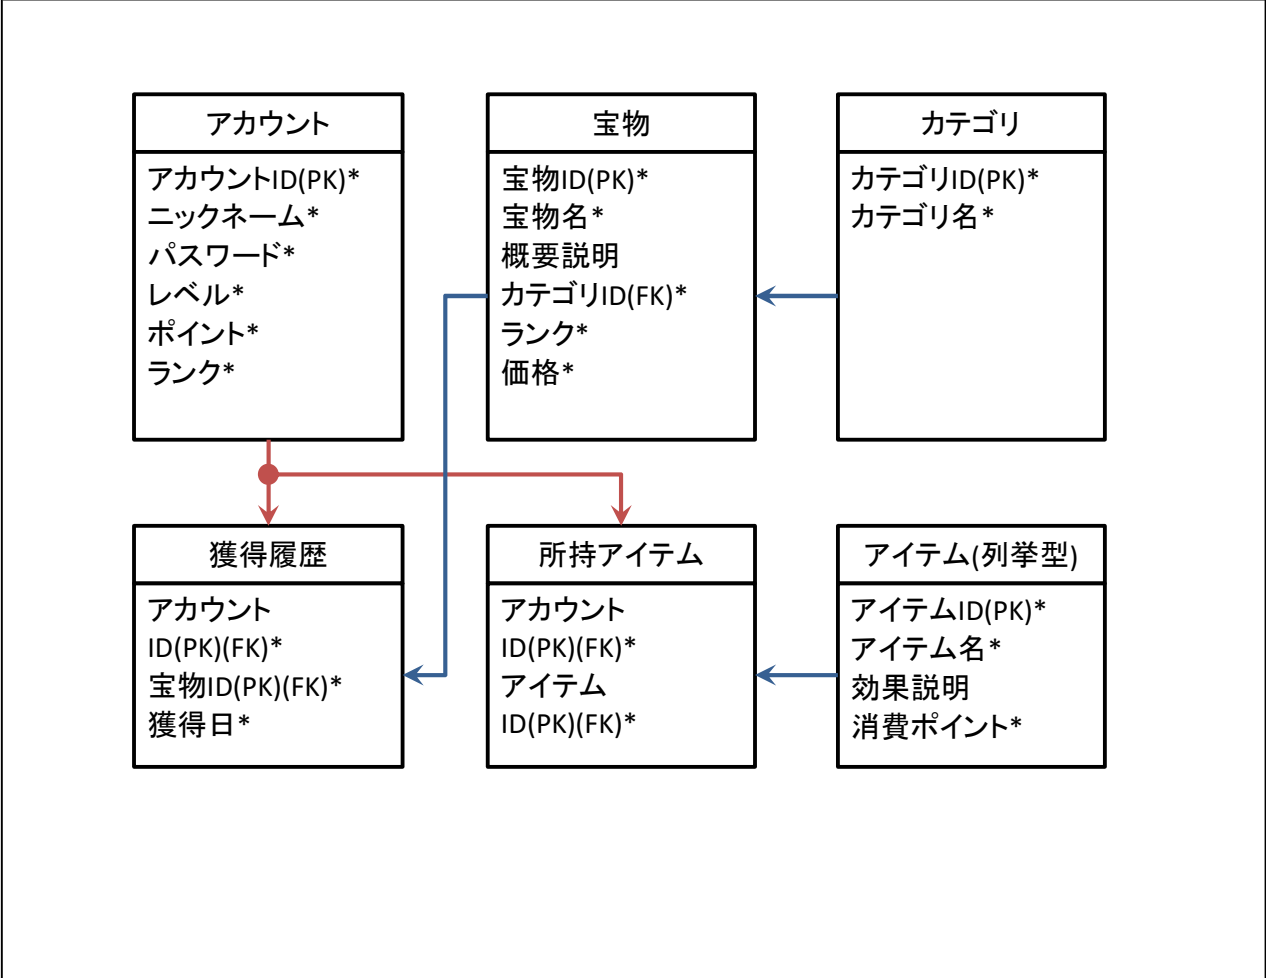 アカウント
アカウントID(PK)*
ニックネーム*
パスワード*
レベル*
ポイント*
ランク*
宝物
宝物ID(PK)*
宝物名*
概要説明
カテゴリID(FK)*
ランク*
価格*
カテゴリ
カテゴリID(PK)*
カテゴリ名*
獲得履歴
アカウント
ID(PK)(FK)*
宝物ID(PK)(FK)*
獲得日*
所持アイテム
アカウント
ID(PK)(FK)*
アイテム
ID(PK)(FK)*
アイテム(列挙型)
アイテムID(PK)*
アイテム名*
効果説明
消費ポイント*